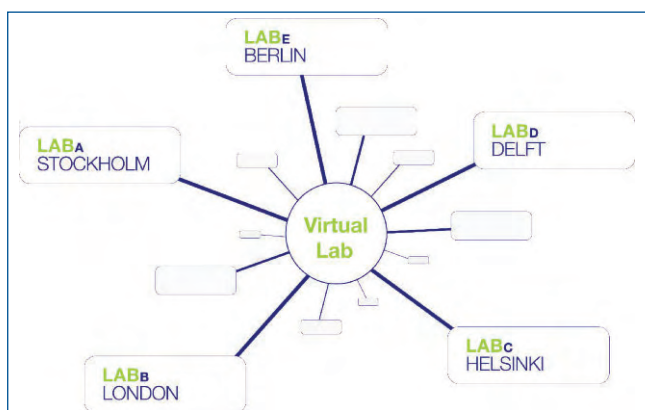 LABE
BERLIN
LABA
STOCKHOLM
LABD
DELFT
Virtual
Lab
LABB
LONDON
LABC
HELSINKI